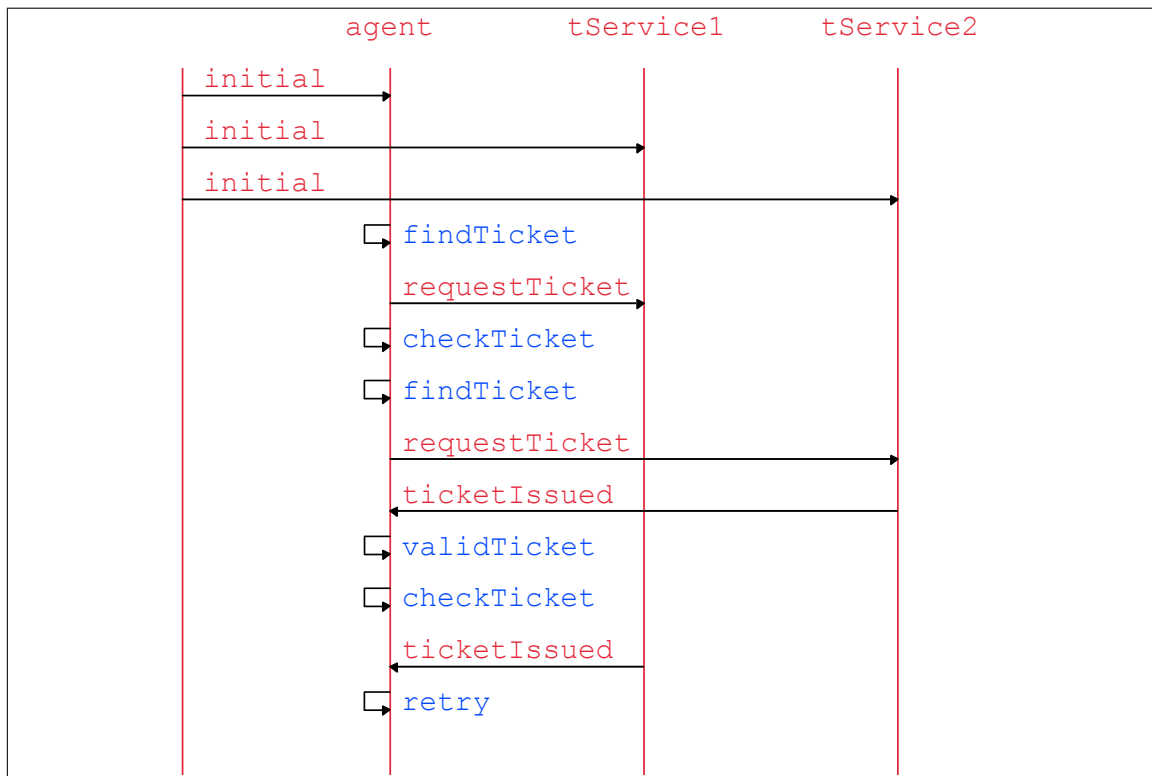 agent tService1 tService2
initial
initial
initial
findTicket
requestTicket
checkTicket
findTicket
requestTicket
ticketIssued
validTicket
checkTicket
ticketIssued
retry